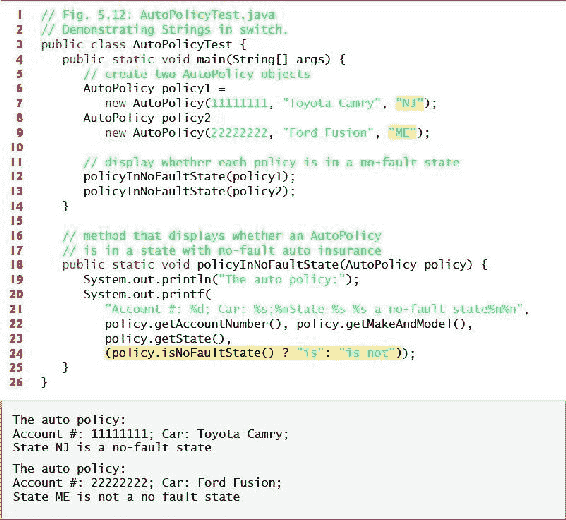 1 // Fig. 5.12: AutoPolicyTest.java
2 // Demonstrating Strings in switch.
3 public class AutoPolicyTest {
4 public static void main(String[] args) {
5 // create two AutoPolicy objects
6 AutoPolicy policy1 =
7 new AutoPolicy(11111111, "Toyota Camry", "NJ");
8 AutoPolicy policy2
9 new AutoPolicy(22222222, "Ford Fusion", "ME");
10
11 // display whether each policy is in a no-fault state
12 policyInNoFaultState(policy1);
13 policyInNoFaultState(policy2);
14 }
15
16 // method that displays whether an AutoPolicy
17 // is in a state with no-fault auto insurance
18 public static void policyInNoFaultState(AutoPolicy policy) {
19 System.out.println("The auto policy:");
20 System.out.printf(
21 "Account #: %d; Car: %s;%nState %s %s a no-fault state%n%n",
22 policy.getAccountNumber(), policy.getMakeAndModel(),
23 policy.getState(),
24 (policy.isNoFaultState() ? "is": "is not"));
25 }
26 }
The auto policy:
Account #: 11111111; Car: Toyota Camry;
State NJ is a no-fault state
The auto policy:
Account #: 22222222; Car: Ford Fusion;
State ME is not a no fault state